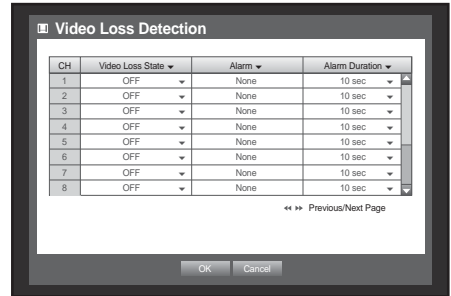 Video Loss Detection
CH Video Loss State Alarm Alarm Duration
1 OFF None 10 sec
2 OFF None 10 sec
3 OFF None 10 sec
4 OFF None 10 sec
5 OFF None 10 sec
6 OFF None 10 sec
7 OFF None 10 sec
8 OFF None 10 sec
Previous/Next Page
OK Cancel